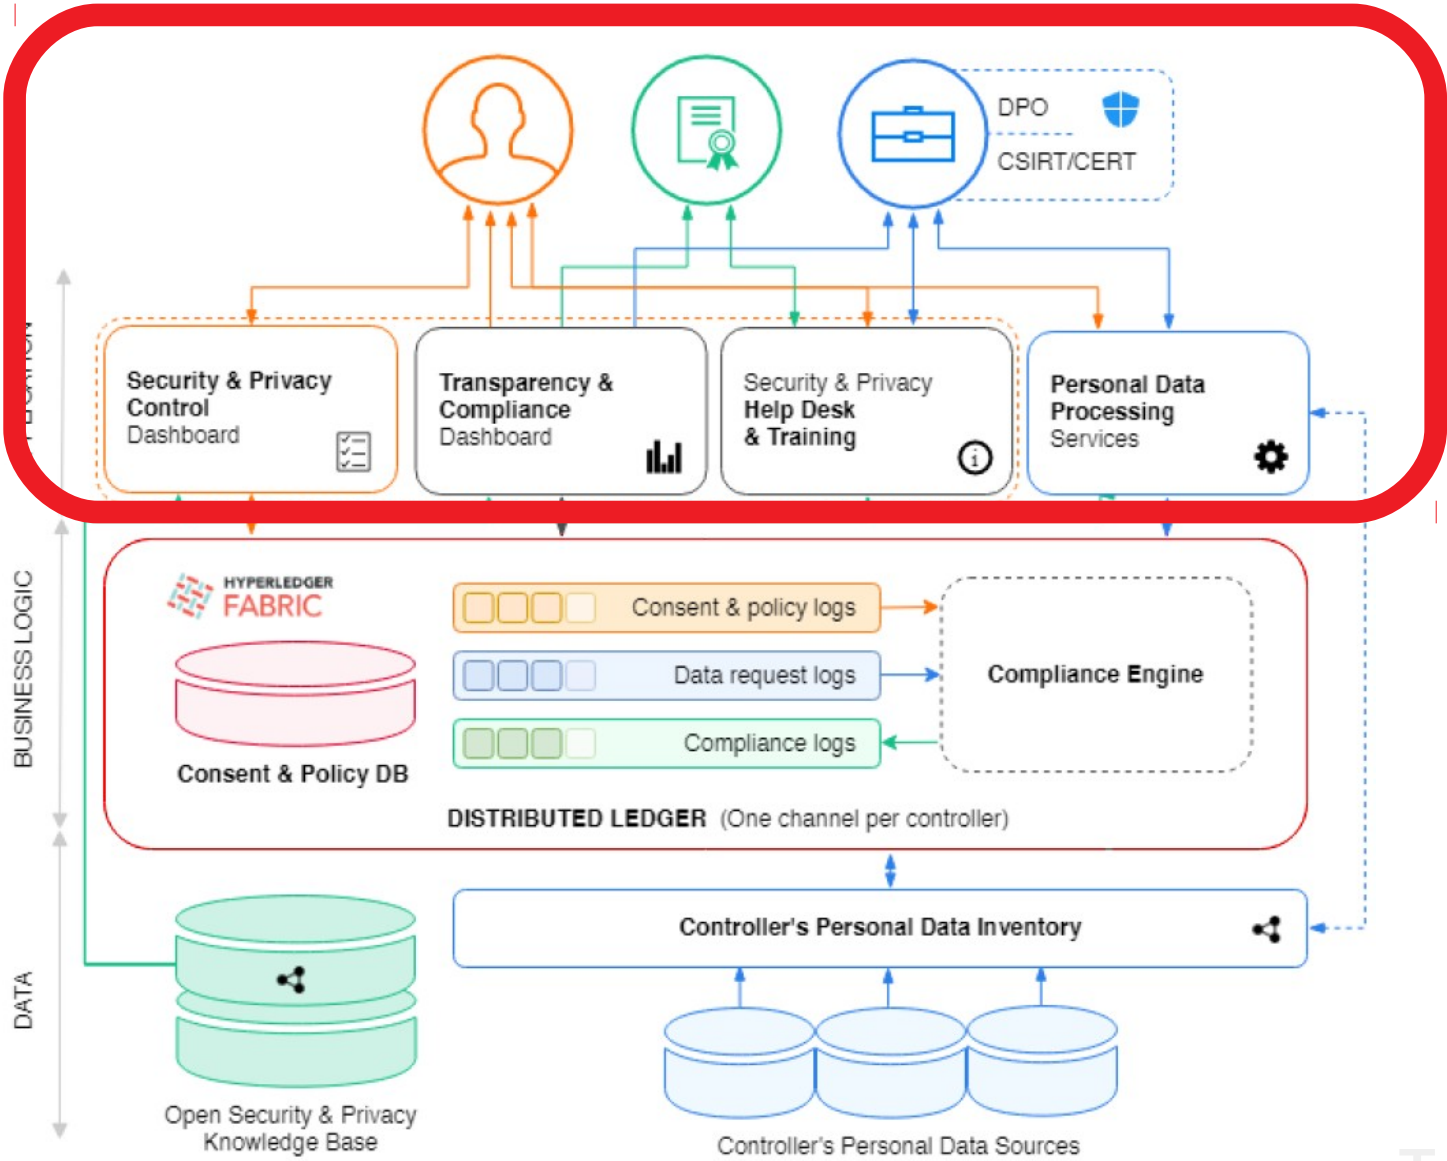 DPO
CSIRT/CERT
Security & Privacy
Control
Dashboard
Transparency &
Compliance
Dashboard
Security & Privacy
Help Desk
& Training
Personal Data
Processing
Services
BUSINESS LOGIC
HYPERLEDGER
FABRIC
Consent & Policy DB
Consent & policy logs
Data request logs
Compliance logs
Compliance Engine
DISTRIBUTED LEDGER (One channel per controller)
DATA
Controller's Personal Data Inventory
Open Security & Privacy
Knowledge Base
Controller's Personal Data Sources